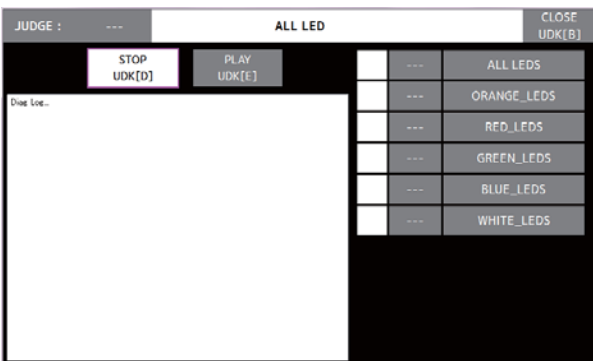 JUDGE : --- ALL LED CLOSE
UDK[B]
STOP
UDK[D]
PLAY
UDK[E]
Diag Log...
--- ALL LEDS
--- ORANGE_LEDS
--- RED_LEDS
--- GREEN_LEDS
--- BLUE_LEDS
--- WHITE_LEDS